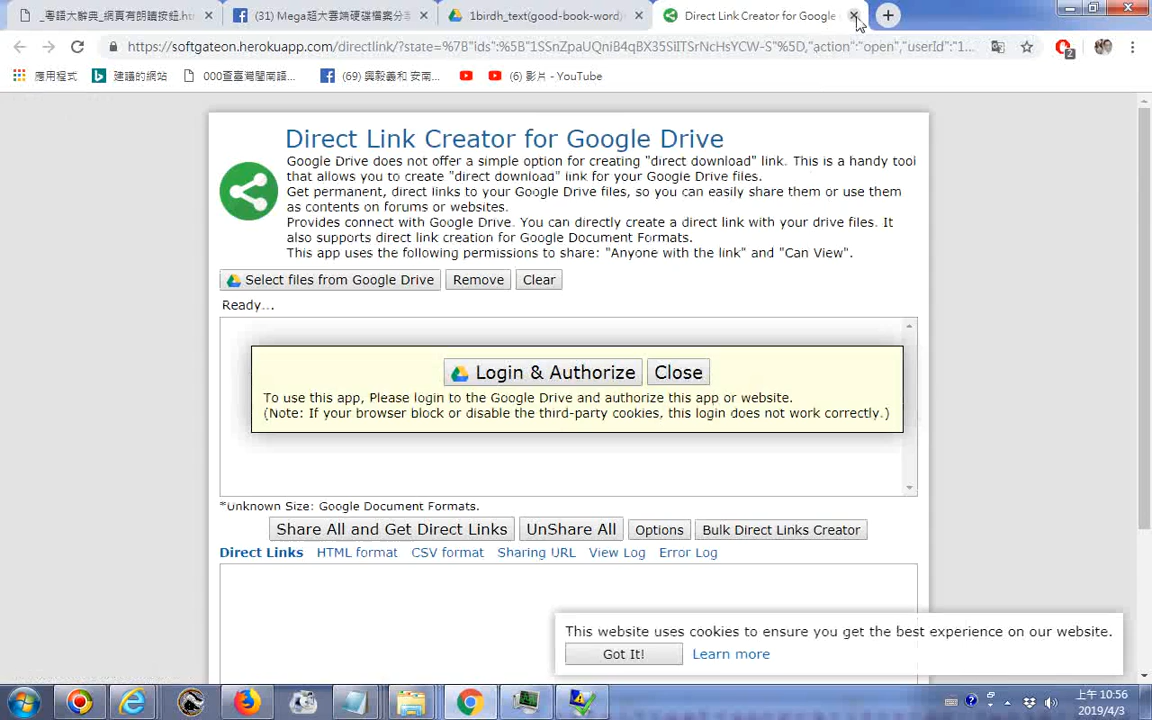 _粵語大辭典_網頁有朗讀按鈕.ht
(31) Mega超大雲端硬碟檔案分享
1birdh_text(good-book-word)
Direct Link Creator for Google
https://softgateon.herokuapp.com/directlink/?state=%7B"ids":%5B"1SSnZpaUQniB4qBX35SIITSrNcHsYCW-S"%5D,"action":"open","userId":"1...
2
應用程式
建議的網站
(69) 興毅義和 安南...
(6) 影片 - YouTube
Direct Link Creator for Google Drive
Google Drive does not offer a simple option for creating "direct download" link. This is a handy tool
that allows you to create "direct download" link for your Google Drive files.
Get permanent, direct links to your Google Drive files, so you can easily share them or use them
as contents on forums or websites.
Provides connect with Google Drive. You can directly create a direct link with your drive files. It
also supports direct link creation for Google Document Formats.
This app uses the following permissions to share: "Anyone with the link" and "Can View".
Select files from Google Drive
Remove
Clear
Ready...
Login & Authorize
Close
To use this app, Please login to the Google Drive and authorize this app or website.
(Note: If your browser block or disable the third-party cookies, this login does not work correctly.)
*Unknown Size: Google Document Formats.
Share All and Get Direct Links
UnShare All
Options
Bulk Direct Links Creator
Direct Links
HTML format
CSV format
Sharing URL
View Log
Error Log
This website uses cookies to ensure you get the best experience on our website.
Got It!
Learn more
上午 10:56
2019/4/3